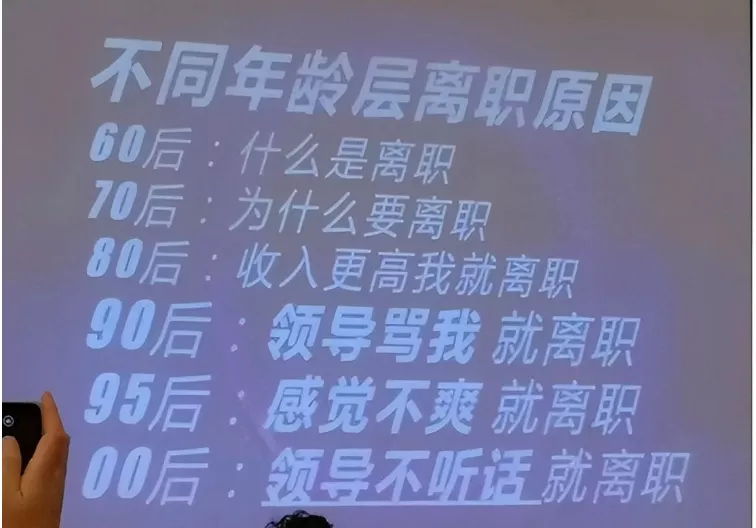 不同年龄层离职原因
60后：什么是离职
70后：为什么要离职
80后：收入更高我就离职
90后：领导骂我 就离职
95后：感觉不爽 就离职
00后：领导不听话 就离职